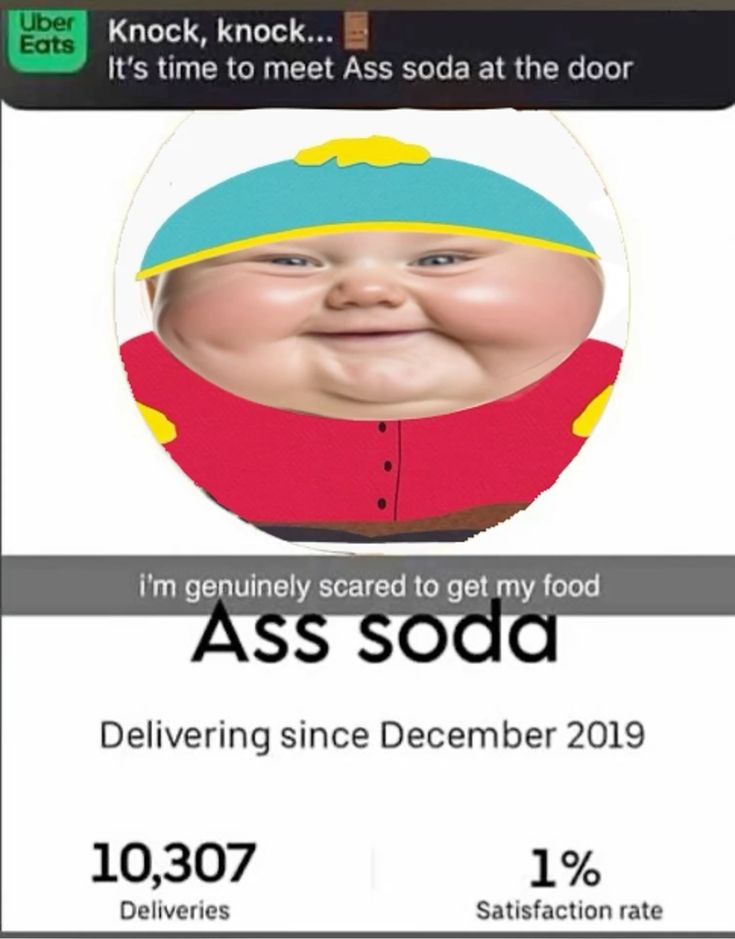 Uber
Eats
Knock, knock...🚪
It's time to meet Ass soda at the door
i'm genuinely scared to get my food
Ass soda
Delivering since December 2019
10,307
Deliveries
1%
Satisfaction rate